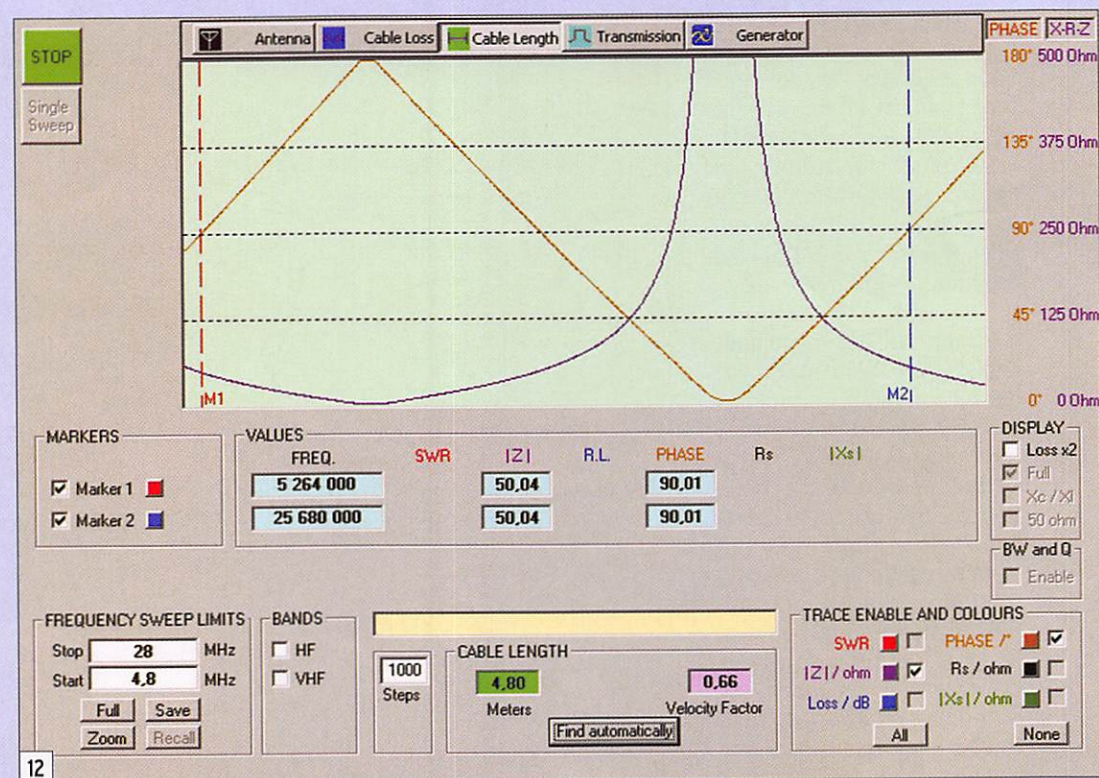 STOP
Single
Sweep
Antenna Cable Loss Cable Length Transmission Generator
PHASE X-R-Z
180° 500 Ohm
135° 375 Ohm
90° 250 Ohm
45° 125 Ohm
0° 0 Ohm
M1
M2
MARKERS
Marker 1
Marker 2
VALUES
FREQ. SWR |Z| R.L. PHASE Rs |Xs|
5 264 000 50,04 90,01
25 680 000 50,04 90,01
DISPLAY
Loss x2
Full
Xc / Xl
50 ohm
BW and Q
Enable
FREQUENCY SWEEP LIMITS
Stop 28 MHz
Start 4,8 MHz
Full Save
Zoom Recall
BANDS
HF
VHF
1000
Steps
CABLE LENGTH
4,80 0,66
Meters Velocity Factor
Find automatically
TRACE ENABLE AND COLOURS
SWR PHASE /°
|Z| / ohm Rs / ohm
Loss / dB |Xs| / ohm
All None
12